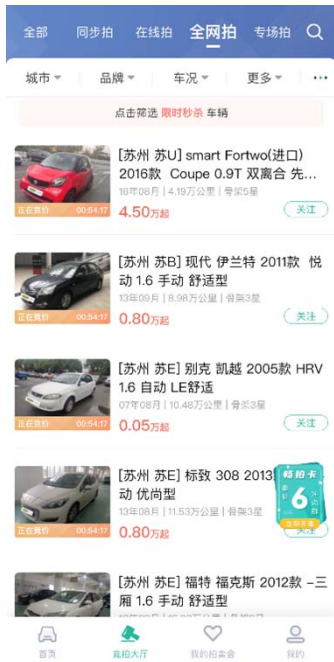 全部 同步拍 在线拍 全网拍 专场拍
城市 品牌 车况 更多
点击筛选 限时秒杀 车辆
[苏州 苏U] smart Fortwo(进口)
2016款 Coupe 0.9T 双离合 先...
16年08月 | 4.19万公里 | 骨架5星
正在竞价 00:54:17
4.50万起 关注
[苏州 苏B] 现代 伊兰特 2011款 悦
动 1.6 手动 舒适型
13年09月 | 8.98万公里 | 骨架3星
正在竞价 00:54:17
0.80万起 关注
[苏州 苏E] 别克 凯越 2005款 HRV
1.6 自动 LE舒适
07年08月 | 10.48万公里 | 骨架3星
正在竞价 00:54:17
0.05万起 关注
[苏州 苏E] 标致 308 2013
动 优尚型
13年08月 | 11.53万公里 | 骨架3星
正在竞价 00:54:17
0.80万起 关注
畅拍卡
6
立即开启
[苏州 苏E] 福特 福克斯 2012款 -三
厢 1.6 手动 舒适型
首页 竞拍大厅 我的拍卖会 我的